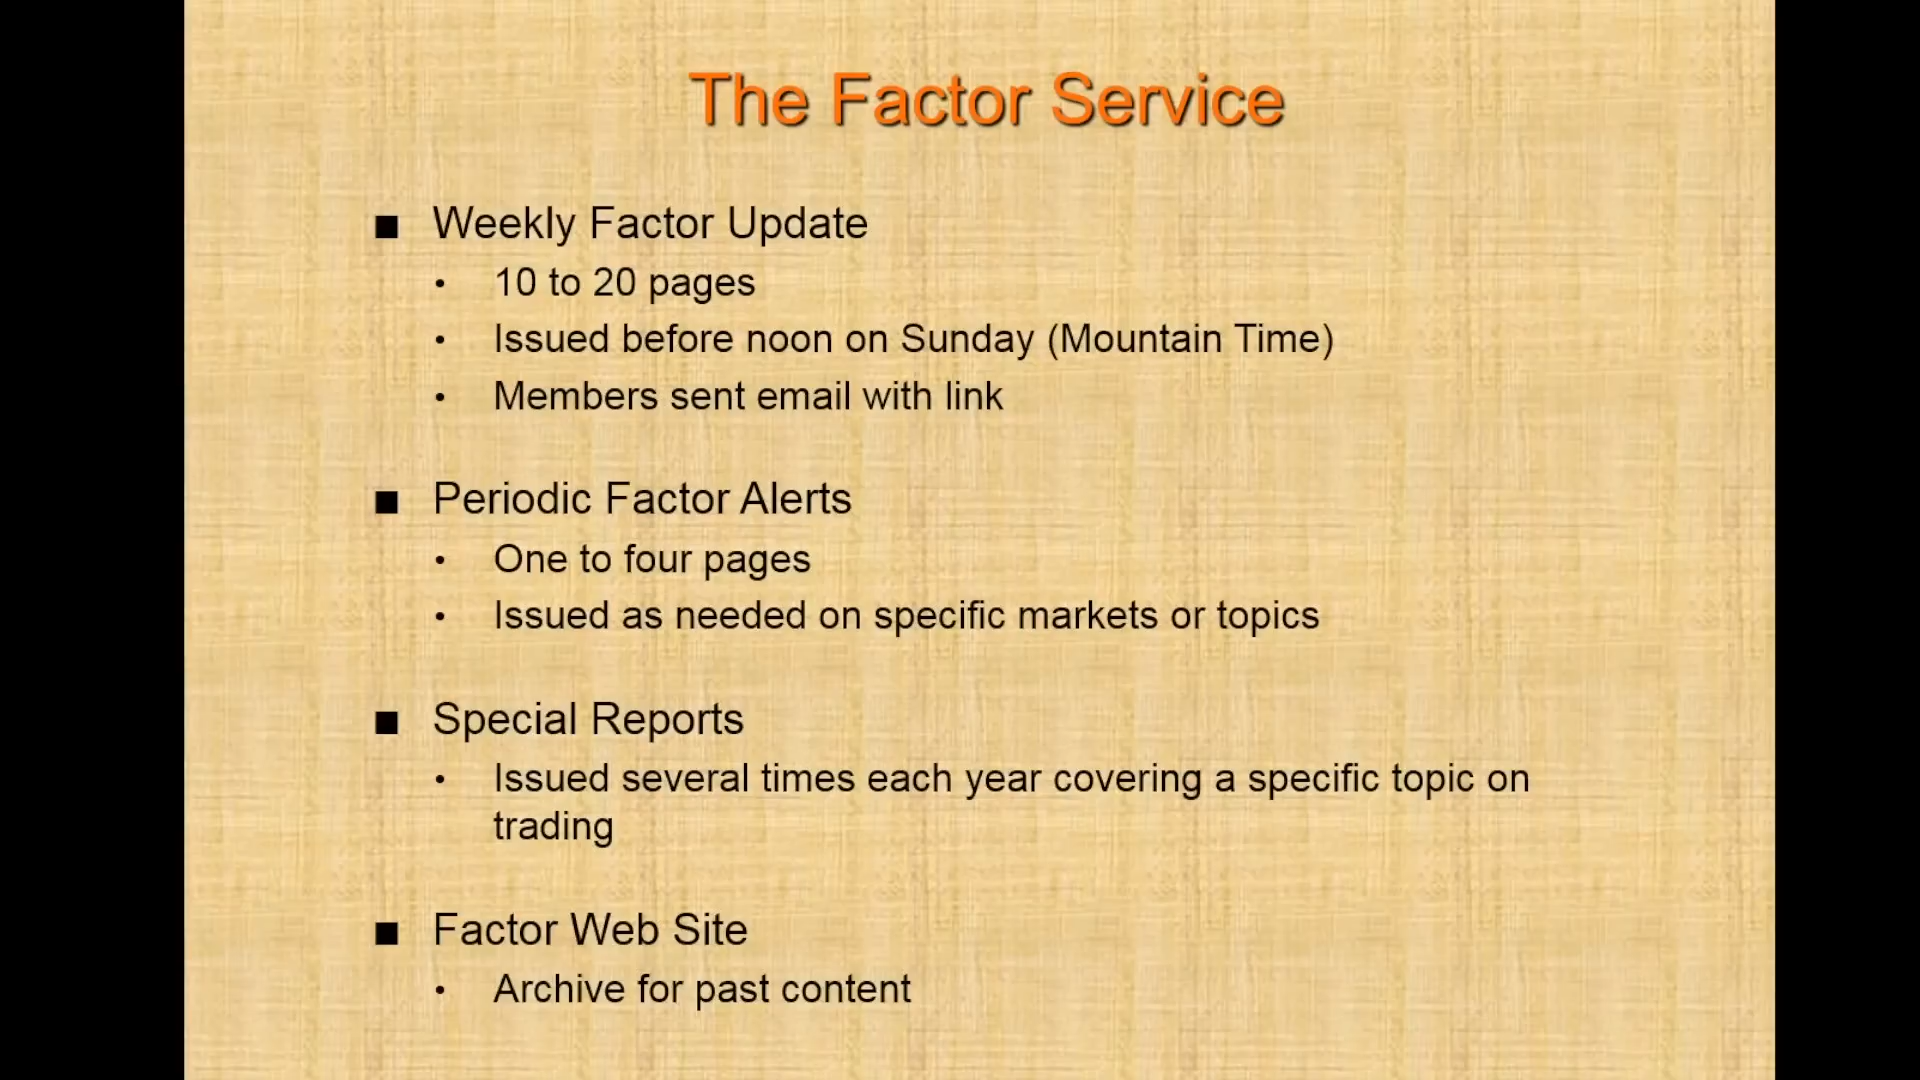 The Factor Service
■ Weekly Factor Update
• 10 to 20 pages
• Issued before noon on Sunday (Mountain Time)
• Members sent email with link
■ Periodic Factor Alerts
• One to four pages
• Issued as needed on specific markets or topics
■ Special Reports
• Issued several times each year covering a specific topic on
trading
■ Factor Web Site
• Archive for past content